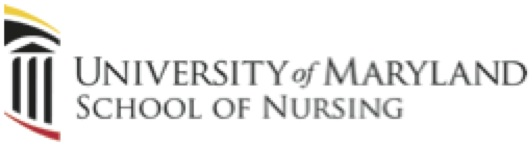 UNIVERSITY of MARYLAND
SCHOOL OF NURSING